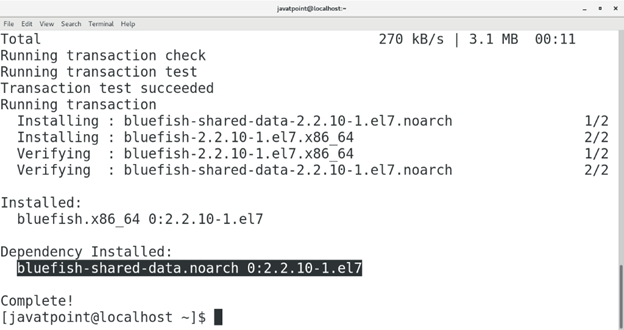 javatpoint@localhost:~
File Edit View Search Terminal Help
Total 270 kB/s | 3.1 MB 00:11
Running transaction check
Running transaction test
Transaction test succeeded
Running transaction
Installing : bluefish-shared-data-2.2.10-1.el7.noarch 1/2
Installing : bluefish-2.2.10-1.el7.x86_64 2/2
Verifying : bluefish-2.2.10-1.el7.x86_64 1/2
Verifying : bluefish-shared-data-2.2.10-1.el7.noarch 2/2
Installed:
bluefish.x86_64 0:2.2.10-1.el7
Dependency Installed:
bluefish-shared-data.noarch 0:2.2.10-1.el7
Complete!
[javatpoint@localhost ~]$